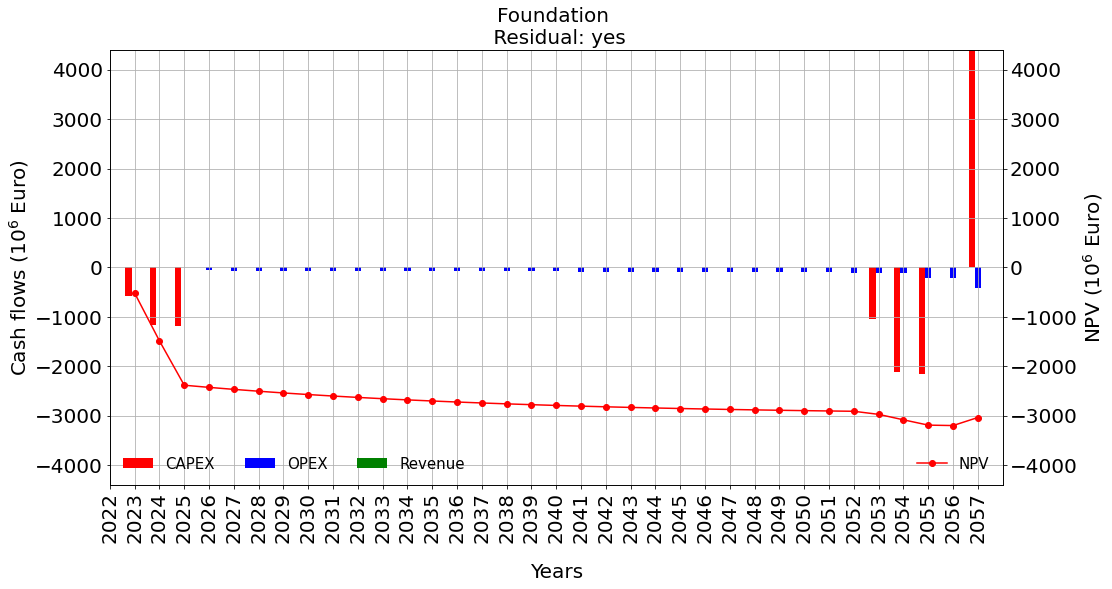 Foundation
Residual: yes
Cash flows (10⁶ Euro)
4000
3000
2000
1000
0
−1000
−2000
−3000
−4000
4000
3000
2000
1000
0
−1000
−2000
−3000
−4000
NPV (10⁶ Euro)
CAPEX OPEX Revenue NPV
2022 2023 2024 2025 2026 2027 2028 2029 2030 2031 2032 2033 2034 2035 2036 2037 2038 2039 2040 2041 2042 2043 2044 2045 2046 2047 2048 2049 2050 2051 2052 2053 2054 2055 2056 2057
Years